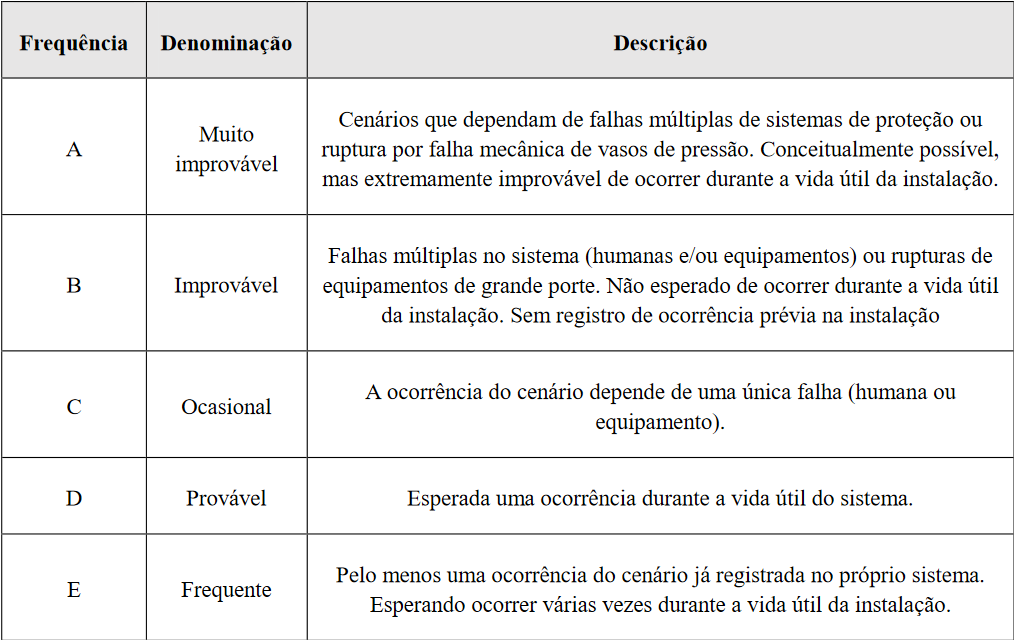 Frequência Denominação Descrição
A
Muito
improvável
Cenários que dependam de falhas múltiplas de sistemas de proteção ou
ruptura por falha mecânica de vasos de pressão. Conceitualmente possível,
mas extremamente improvável de ocorrer durante a vida útil da instalação.
B
Improvável
Falhas múltiplas no sistema (humanas e/ou equipamentos) ou rupturas de
equipamentos de grande porte. Não esperado de ocorrer durante a vida útil
da instalação. Sem registro de ocorrência prévia na instalação
C
Ocasional
A ocorrência do cenário depende de uma única falha (humana ou
equipamento).
D
Provável
Esperada uma ocorrência durante a vida útil do sistema.
E
Frequente
Pelo menos uma ocorrência do cenário já registrada no próprio sistema.
Esperando ocorrer várias vezes durante a vida útil da instalação.